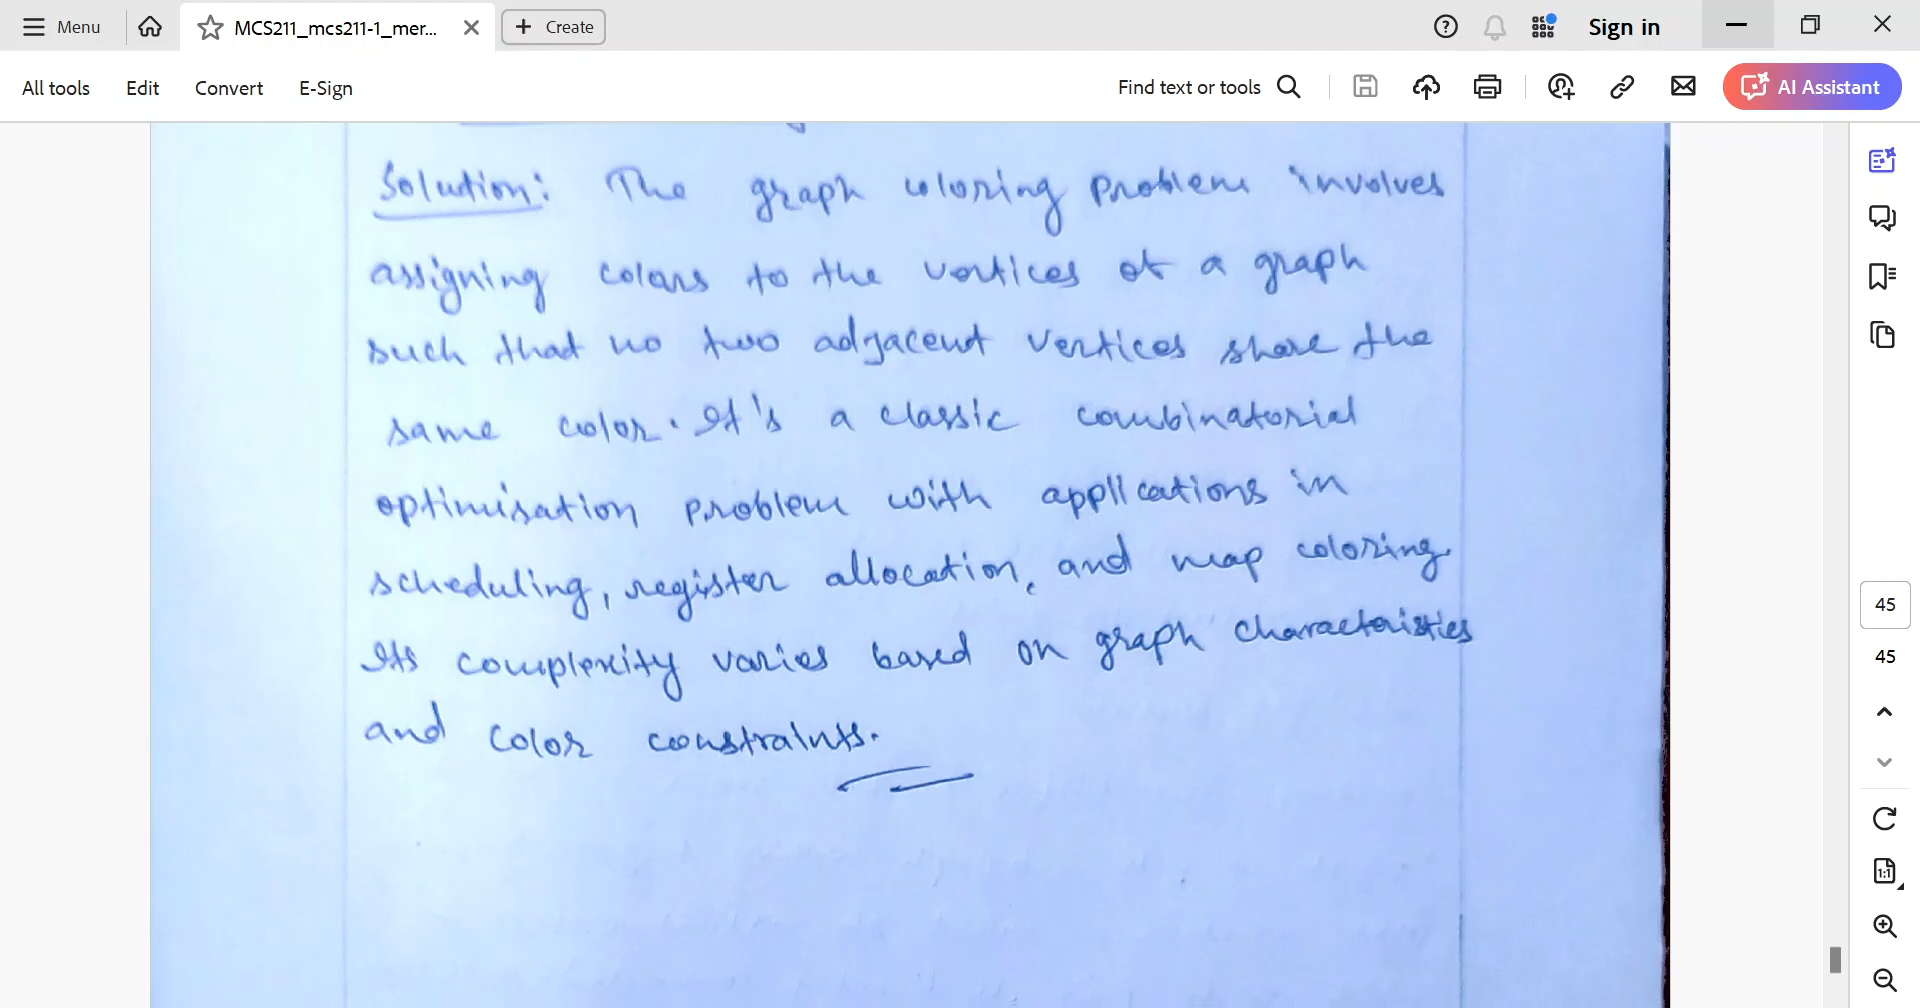 Menu
MCS211_mcs211-1_mer...
Create
Sign in
All tools
Edit
Convert
E-Sign
Find text or tools
AI Assistant
Solution: The graph coloring problem involves
assigning colors to the vertices of a graph
such that no two adjacent vertices share the
same color. It's a classic combinatorial
optimisation problem with applications in
scheduling, register allocation, and map coloring.
Its complexity varies based on graph characteristics
and color constraints.
45
45
1:1